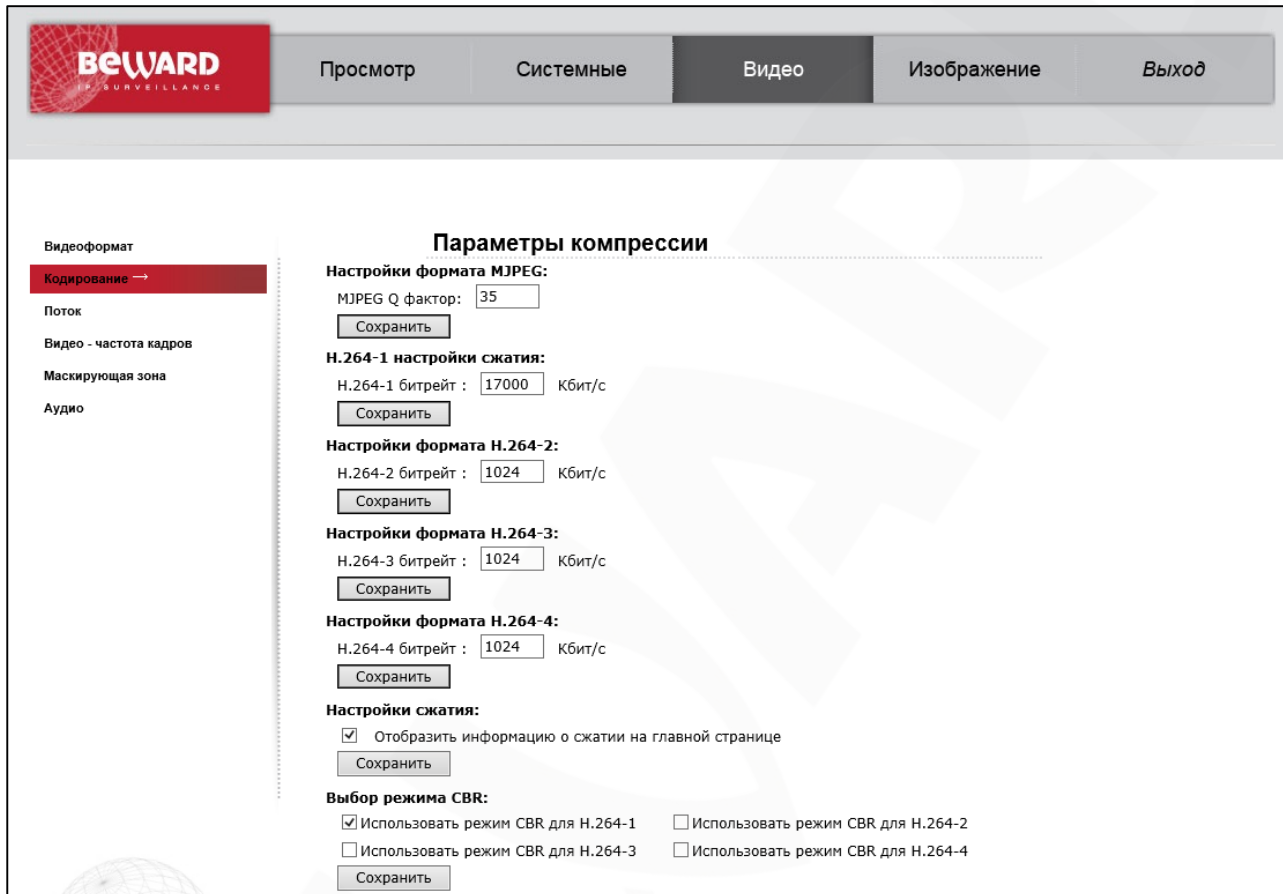 BEWARD
IP SURVEILLANCE
Просмотр
Системные
Видео
Изображение
Выход
Видеоформат
Кодирование →
Поток
Видео - частота кадров
Маскирующая зона
Аудио
Параметры компрессии
Настройки формата MJPEG:
MJPEG Q фактор: 35
Сохранить
H.264-1 настройки сжатия:
H.264-1 битрейт : 17000 Кбит/с
Сохранить
Настройки формата H.264-2:
H.264-2 битрейт : 1024 Кбит/с
Сохранить
Настройки формата H.264-3:
H.264-3 битрейт : 1024 Кбит/с
Сохранить
Настройки формата H.264-4:
H.264-4 битрейт : 1024 Кбит/с
Сохранить
Настройки сжатия:
Отобразить информацию о сжатии на главной странице
Сохранить
Выбор режима CBR:
Использовать режим CBR для H.264-1 Использовать режим CBR для H.264-2
Использовать режим CBR для H.264-3 Использовать режим CBR для H.264-4
Сохранить